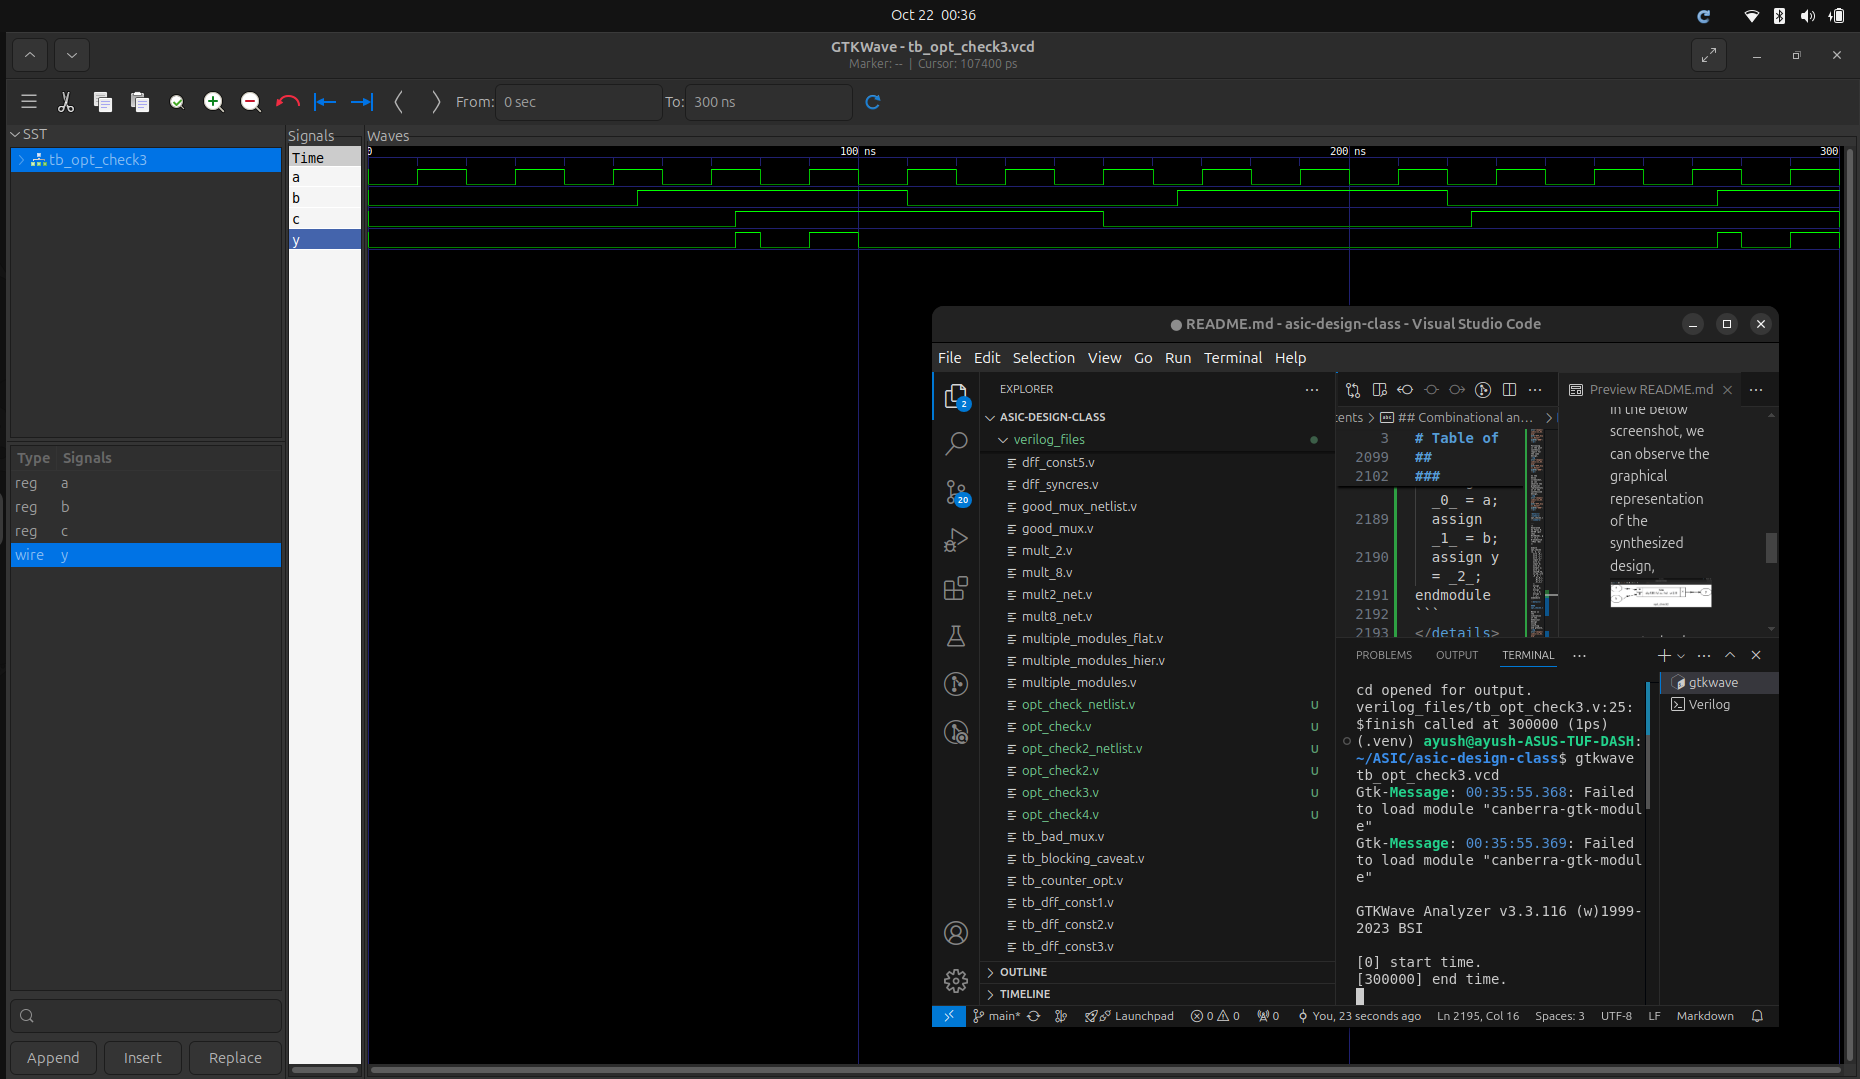 Oct 22 00:36
GTKWave - tb_opt_check3.vcd
Marker: -- | Cursor: 107400 ps
From: 0 sec To: 300 ns
SST
tb_opt_check3
Type Signals
reg a
reg b
reg c
wire y
Append Insert Replace
Signals
Time
a
b
c
y
Waves
0 100 ns 200 ns 300
README.md - asic-design-class - Visual Studio Code
File Edit Selection View Go Run Terminal Help
EXPLORER
2
20
ASIC-DESIGN-CLASS
verilog_files
dff_const5.v
dff_syncres.v
good_mux_netlist.v
good_mux.v
mult_2.v
mult_8.v
mult2_net.v
mult8_net.v
multiple_modules_flat.v
multiple_modules_hier.v
multiple_modules.v
opt_check_netlist.v U
opt_check.v U
opt_check2_netlist.v U
opt_check2.v U
opt_check3.v U
opt_check4.v U
tb_bad_mux.v
tb_blocking_caveat.v
tb_counter_opt.v
tb_dff_const1.v
tb_dff_const2.v
tb_dff_const3.v
OUTLINE
TIMELINE
ents > ## Combinational an...
3 # Table of
2099 ##
2102 ###
_0_ = a;
2189 assign
_1_ = b;
2190 assign y
= _2_;
2191 endmodule
2192 ```
2193 </details>
Preview README.md
in the below
screenshot, we
can observe the
graphical
representation
of the
synthesized
design,
PROBLEMS OUTPUT TERMINAL
gtkwave
Verilog
cd opened for output.
verilog_files/tb_opt_check3.v:25:
$finish called at 300000 (1ps)
(.venv) ayush@ayush-ASUS-TUF-DASH:
~/ASIC/asic-design-class$ gtkwave
tb_opt_check3.vcd
Gtk-Message: 00:35:55.368: Failed
to load module "canberra-gtk-modul
e"
Gtk-Message: 00:35:55.369: Failed
to load module "canberra-gtk-modul
e"
GTKWave Analyzer v3.3.116 (w)1999-
2023 BSI
[0] start time.
[300000] end time.
main* Launchpad 0 0 0 You, 23 seconds ago Ln 2195, Col 16 Spaces: 3 UTF-8 LF Markdown